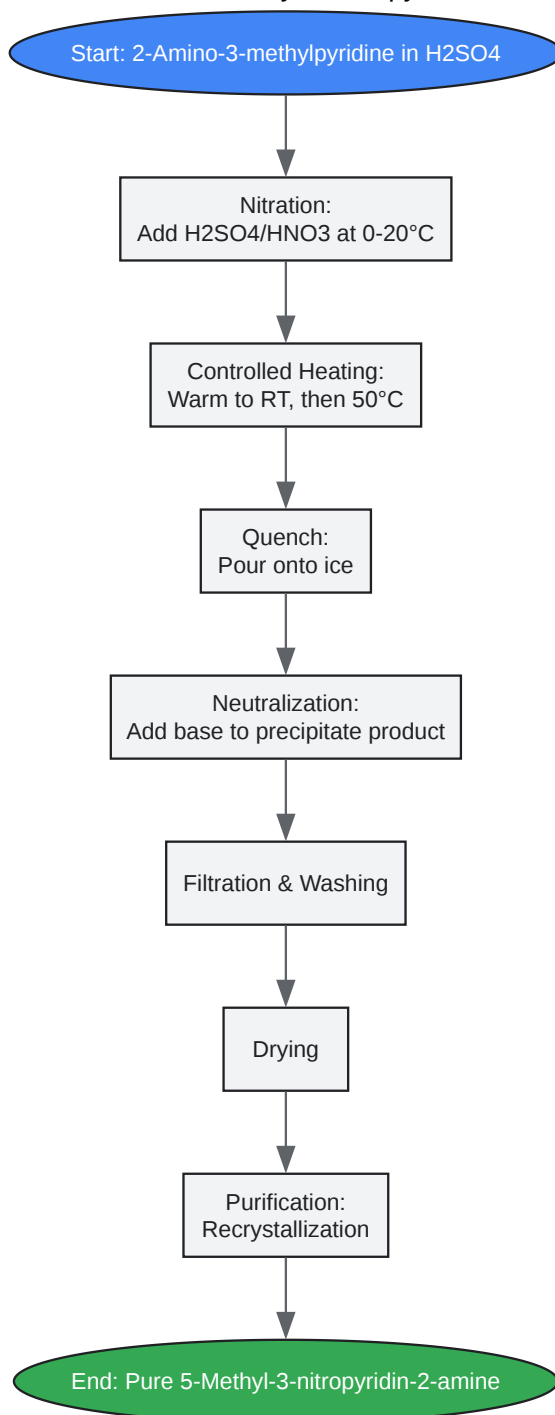 Start: 2-Amino-3-methylpyridine in H2SO4
Nitration:
Add H2SO4/HNO3 at 0-20°C
Controlled Heating:
Warm to RT, then 50°C
Quench:
Pour onto ice
Neutralization:
Add base to precipitate product
Filtration & Washing
Drying
Purification:
Recrystallization
End: Pure 5-Methyl-3-nitropyridin-2-amine